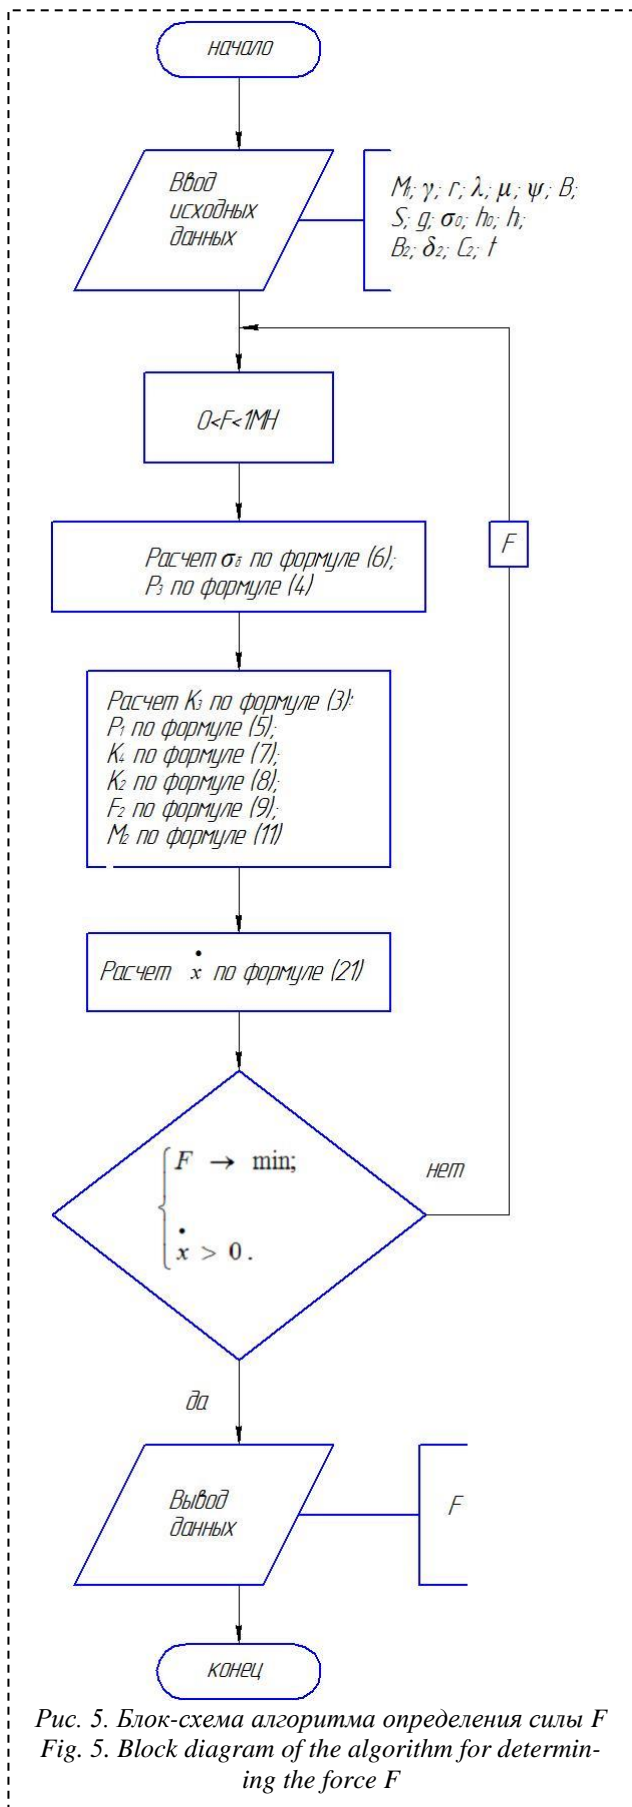 начало
Ввод
исходных
данных
M₁; γ; r; λ; μ; ψ; B;
S; g; σ₀; h₀; h;
B₂; δ₂; C₂; t
0<F<1МН
F
Расчет σδ по формуле (6);
P₃ по формуле (4)
Расчет K₃ по формуле (3):
P₁ по формуле (5);
K₄ по формуле (7);
K₂ по формуле (8);
F₂ по формуле (9);
M₂ по формуле (11)
Расчет ẋ по формуле (21)
F → min;
ẋ > 0.
нет
да
Вывод
данных
F
конец
Рис. 5. Блок-схема алгоритма определения силы F
Fig. 5. Block diagram of the algorithm for determin-
ing the force F